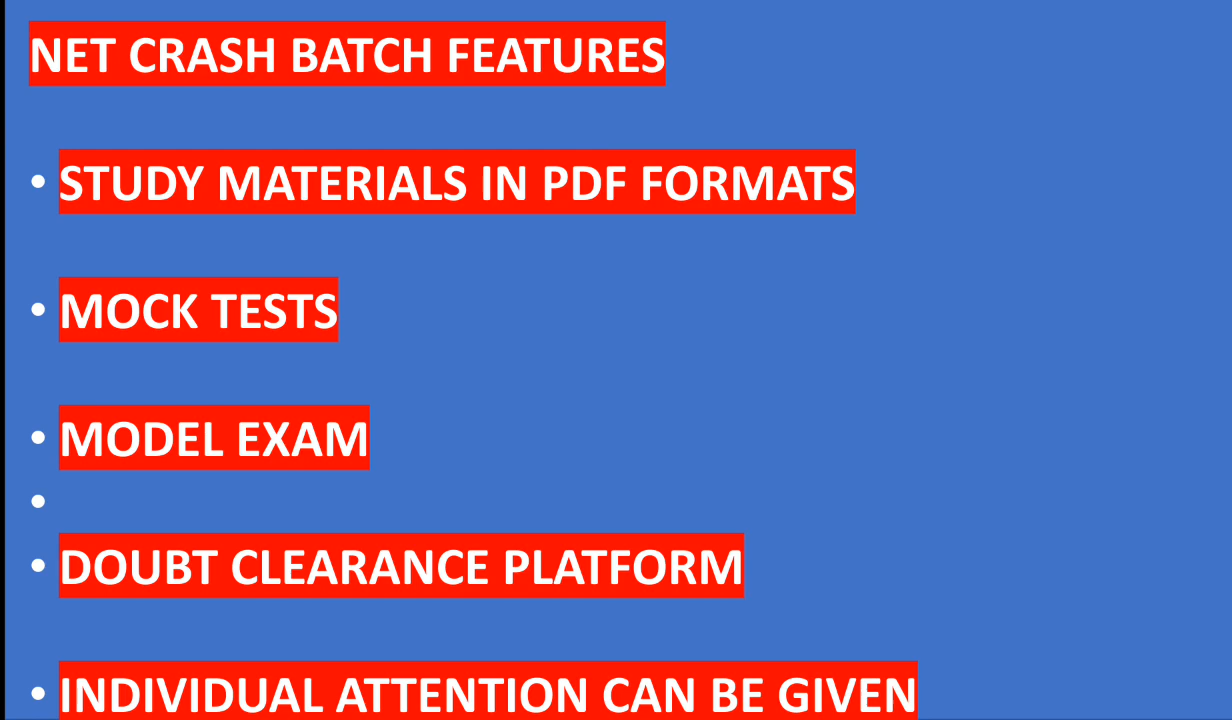 NET CRASH BATCH FEATURES
• STUDY MATERIALS IN PDF FORMATS
• MOCK TESTS
• MODEL EXAM
•
• DOUBT CLEARANCE PLATFORM
• INDIVIDUAL ATTENTION CAN BE GIVEN